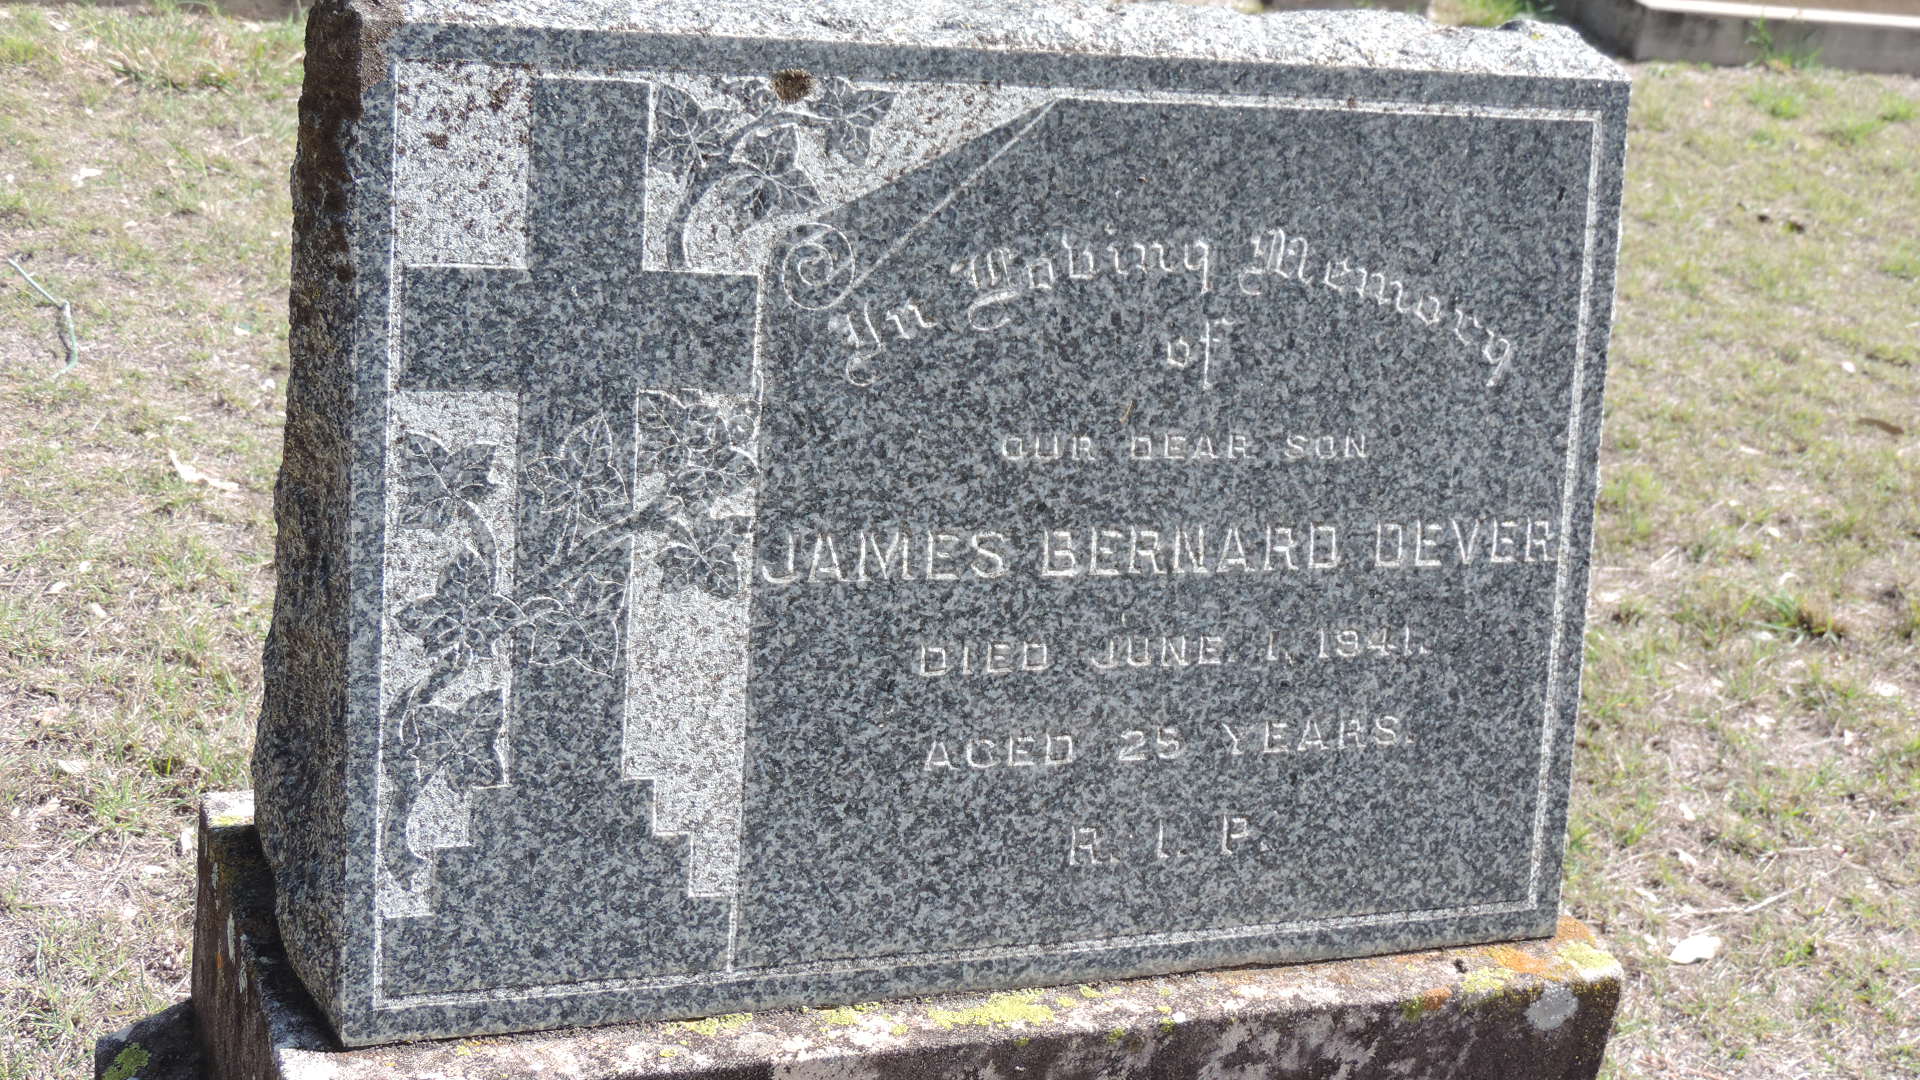 In Loving Memory
of
OUR DEAR SON
JAMES BERNARD DEVER
DIED JUNE. 1, 1941.
AGED 25 YEARS.
R. I. P.